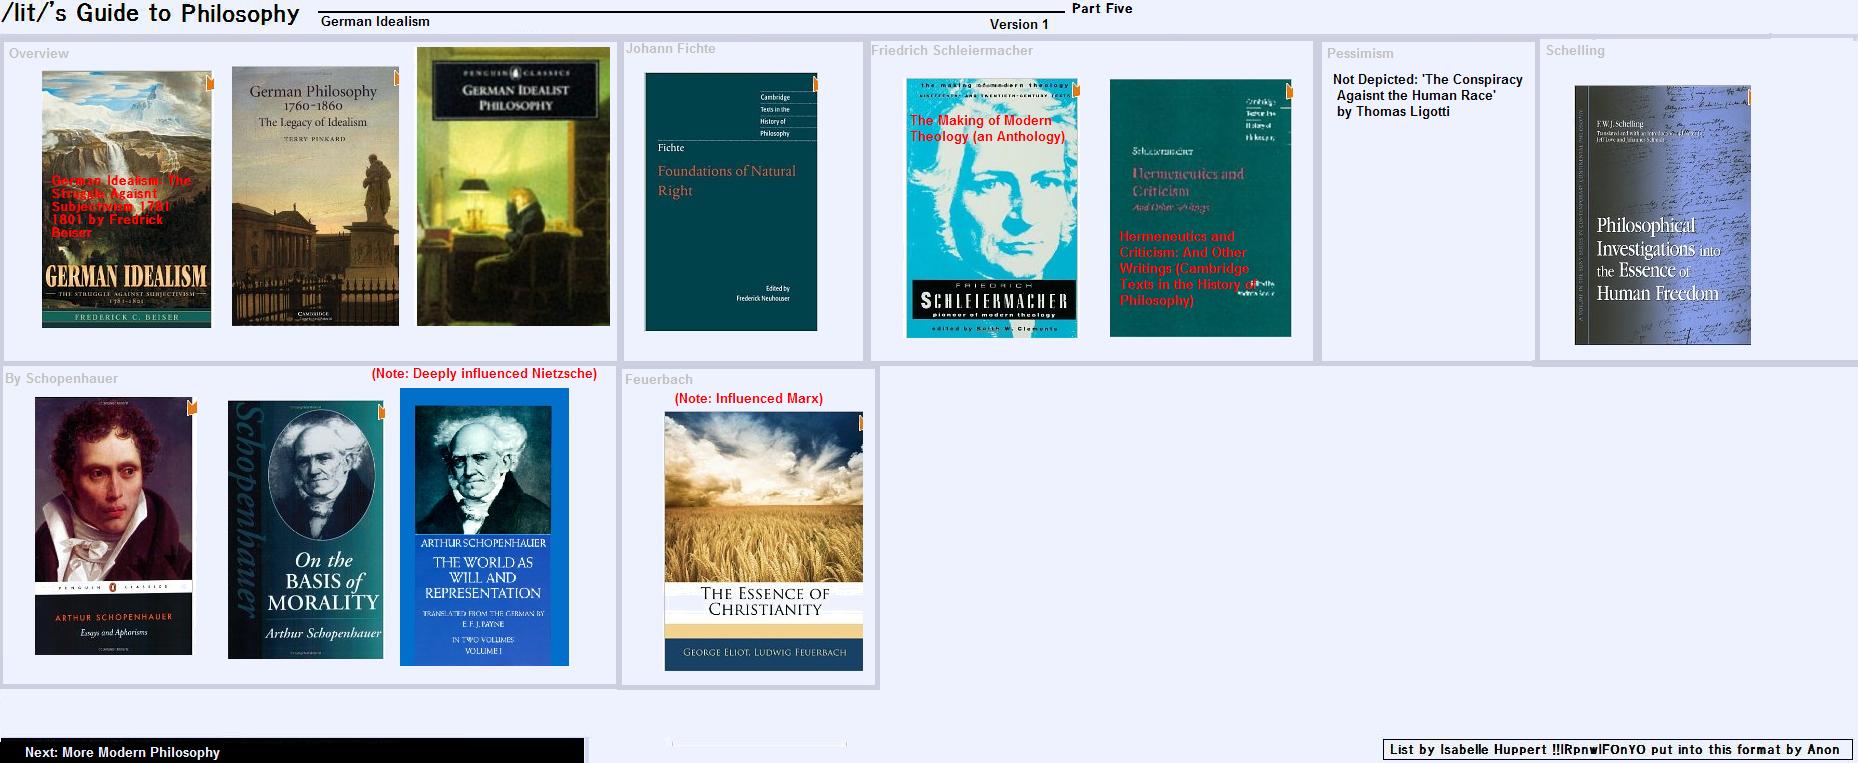 /lit/'s Guide to Philosophy
German Idealism
Version 1
Part Five
Overview
German Idealism: The
Struggle Agaisnt
Subjectivism 1781
1801 by Fredrick
Beiser
GERMAN IDEALISM
THE STRUGGLE AGAINST SUBJECTIVISM
1781-1801
FREDERICK C. BEISER
German Philosophy
1760-1860
The Legacy of Idealism
TERRY PINKARD
CAMBRIDGE
PENGUIN CLASSICS
GERMAN IDEALIST
PHILOSOPHY
Johann Fichte
Cambridge
Texts in the
History of
Philosophy
Fichte
Foundations of Natural
Right
Edited by
Frederick Neuhouser
Friedrich Schleiermacher
the making of modern theology
NINETEENTH AND TWENTIETH-CENTURY TEXTS
The Making of Modern
Theology (an Anthology)
FRIEDRICH
SCHLEIERMACHER
pioneer of modern theology
edited by Keith W. Clements
Cambridge
Texts in the
History of
Philosophy
Schleiermacher
Hermeneutics and
Criticism
And Other Writings
Hermeneutics and
Criticism: And Other
Writings (Cambridge
Texts in the History of
Philosophy)
Edited by
Andrew Bowie
Pessimism
Not Depicted: 'The Conspiracy
Agaisnt the Human Race'
by Thomas Ligotti
Schelling
F.W.J. Schelling
Philosophical
Investigations into
the Essence of
Human Freedom
By Schopenhauer
(Note: Deeply influenced Nietzsche)
PENGUIN CLASSICS
ARTHUR SCHOPENHAUER
Essays and Aphorisms
Schopenhauer
On the
BASIS of
MORALITY
Arthur Schopenhauer
ARTHUR SCHOPENHAUER
THE WORLD AS
WILL AND
REPRESENTATION
TRANSLATED FROM THE GERMAN BY
E. F. J. PAYNE
IN TWO VOLUMES:
VOLUME I
Feuerbach
(Note: Influenced Marx)
THE ESSENCE OF
CHRISTIANITY
GEORGE ELIOT, LUDWIG FEUERBACH
Next: More Modern Philosophy
List by Isabelle Huppert !!IRpnwIFOnYO put into this format by Anon